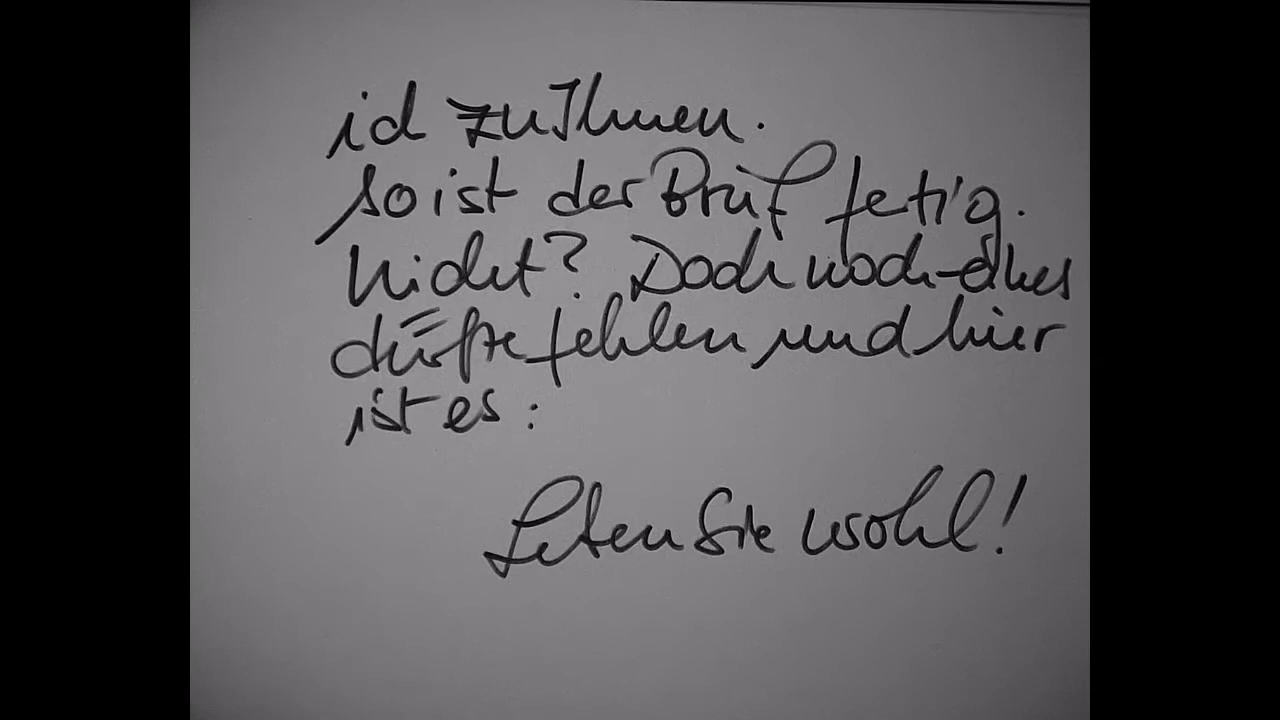 ich zu Ihnen.
So ist der Brief fertig.
Nicht? Doch noch eines
dürfte fehlen und hier
ist es:
Leben Sie wohl!